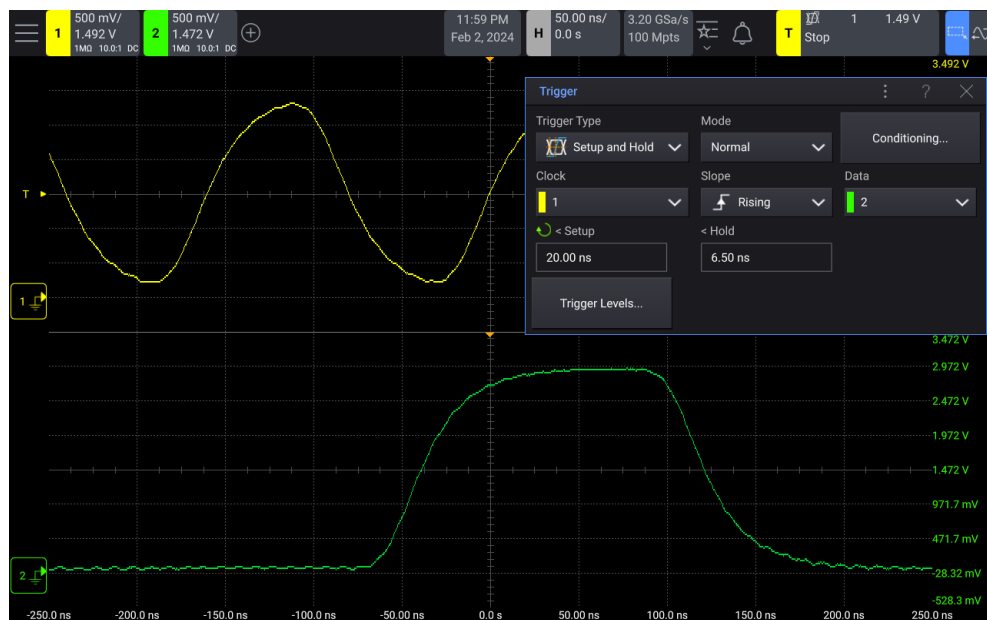 1
500 mV/
1.492 V
1MΩ 10.0:1 DC
2
500 mV/
1.472 V
1MΩ 10.0:1 DC
11:59 PM
Feb 2, 2024
H
50.00 ns/
0.0 s
3.20 GSa/s
100 Mpts
T
1
1.49 V
Stop
3.492 V
Trigger
?
Trigger Type
Mode
Setup and Hold
Normal
Conditioning...
Clock
Slope
Data
1
Rising
2
< Setup
< Hold
20.00 ns
6.50 ns
Trigger Levels...
T
1
3.472 V
2.972 V
2.472 V
1.972 V
1.472 V
971.7 mV
471.7 mV
-28.32 mV
-528.3 mV
2
-250.0 ns
-200.0 ns
-150.0 ns
-100.0 ns
-50.00 ns
0.0 s
50.00 ns
100.0 ns
150.0 ns
200.0 ns
250.0 ns